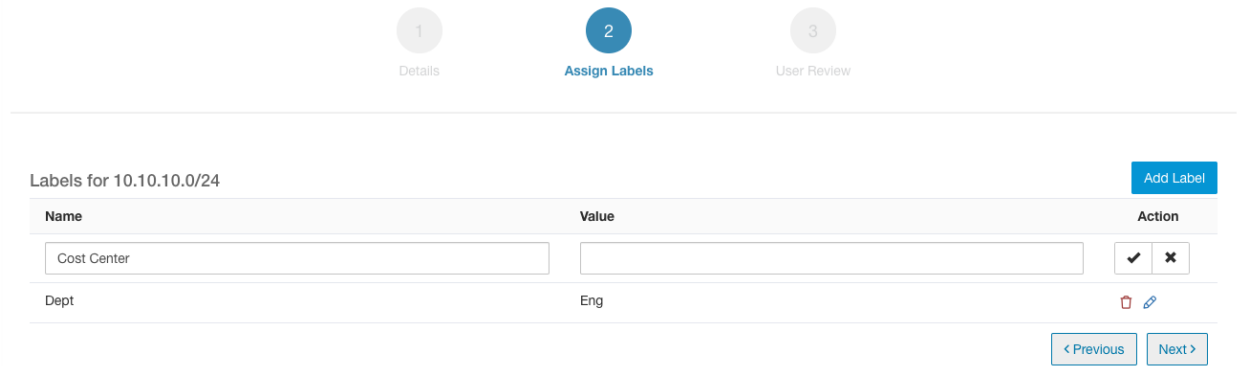 1 2 3
Details Assign Labels User Review
Labels for 10.10.10.0/24 Add Label
Name Value Action
Cost Center
Dept Eng
Previous Next